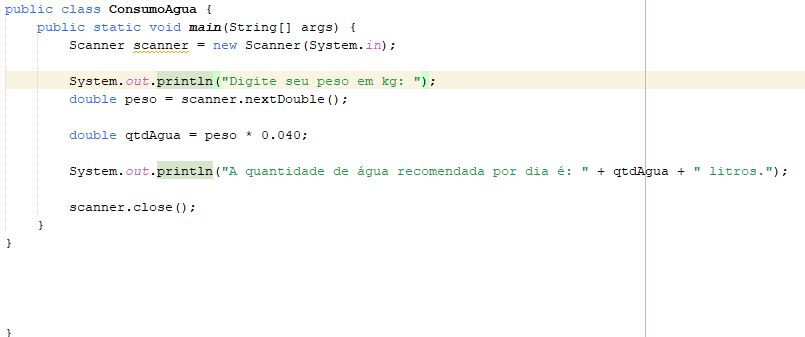 public class ConsumoAgua {
public static void main(String[] args) {
Scanner scanner = new Scanner(System.in);
System.out.println("Digite seu peso em kg: ");
double peso = scanner.nextDouble();
double qtdAgua = peso * 0.040;
System.out.println("A quantidade de água recomendada por dia é: " + qtdAgua + " litros.");
scanner.close();
}
}
}